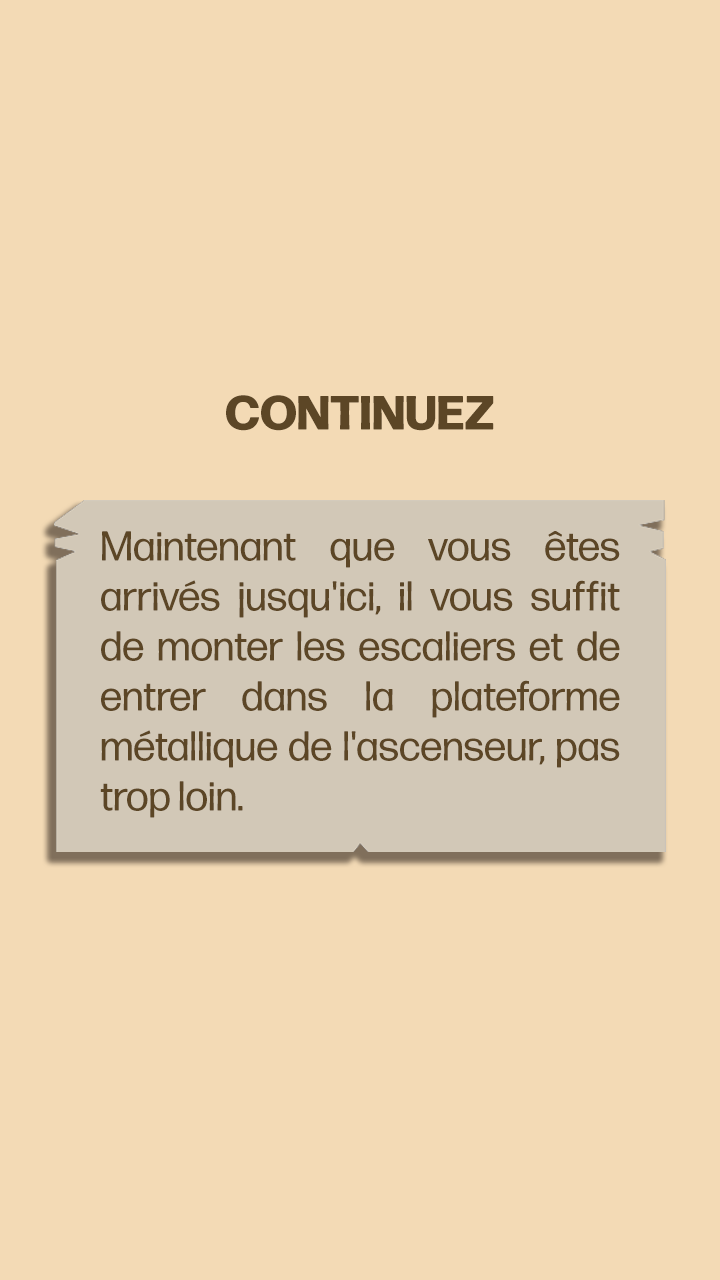 CONTINUEZ
Maintenant que vous êtes
arrivés jusqu'ici, il vous suffit
de monter les escaliers et de
entrer dans la plateforme
métallique de l'ascenseur, pas
trop loin.